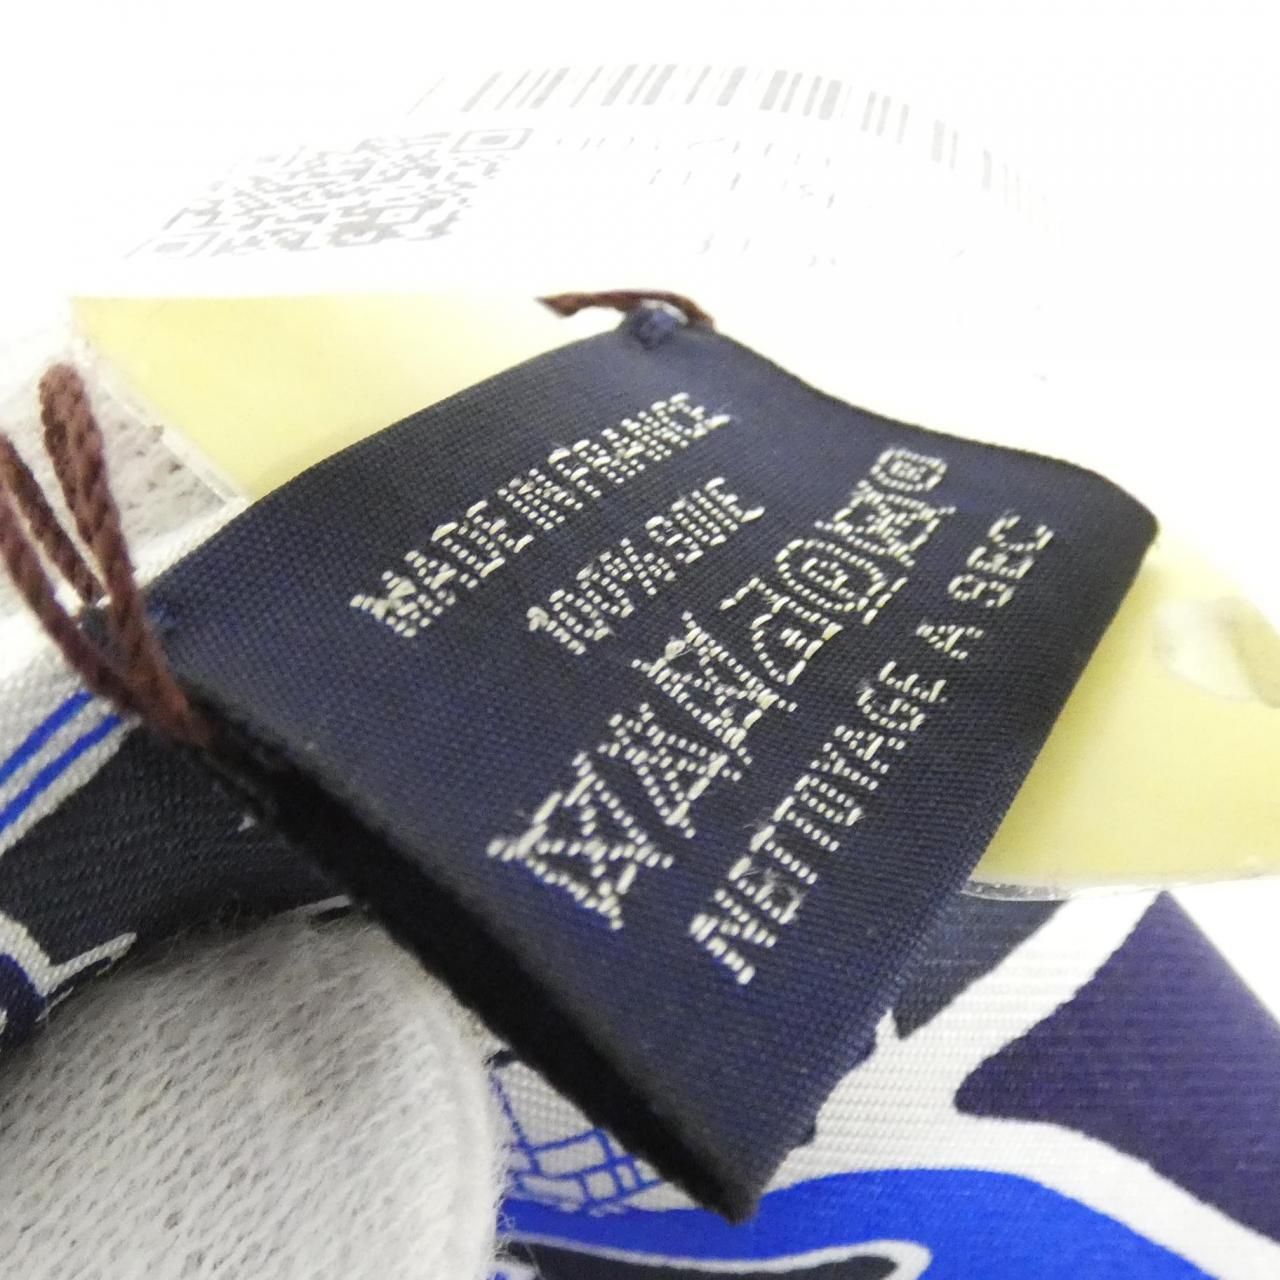 MADE IN FRANCE
100% SOIE
NETTOYAGE A SEC